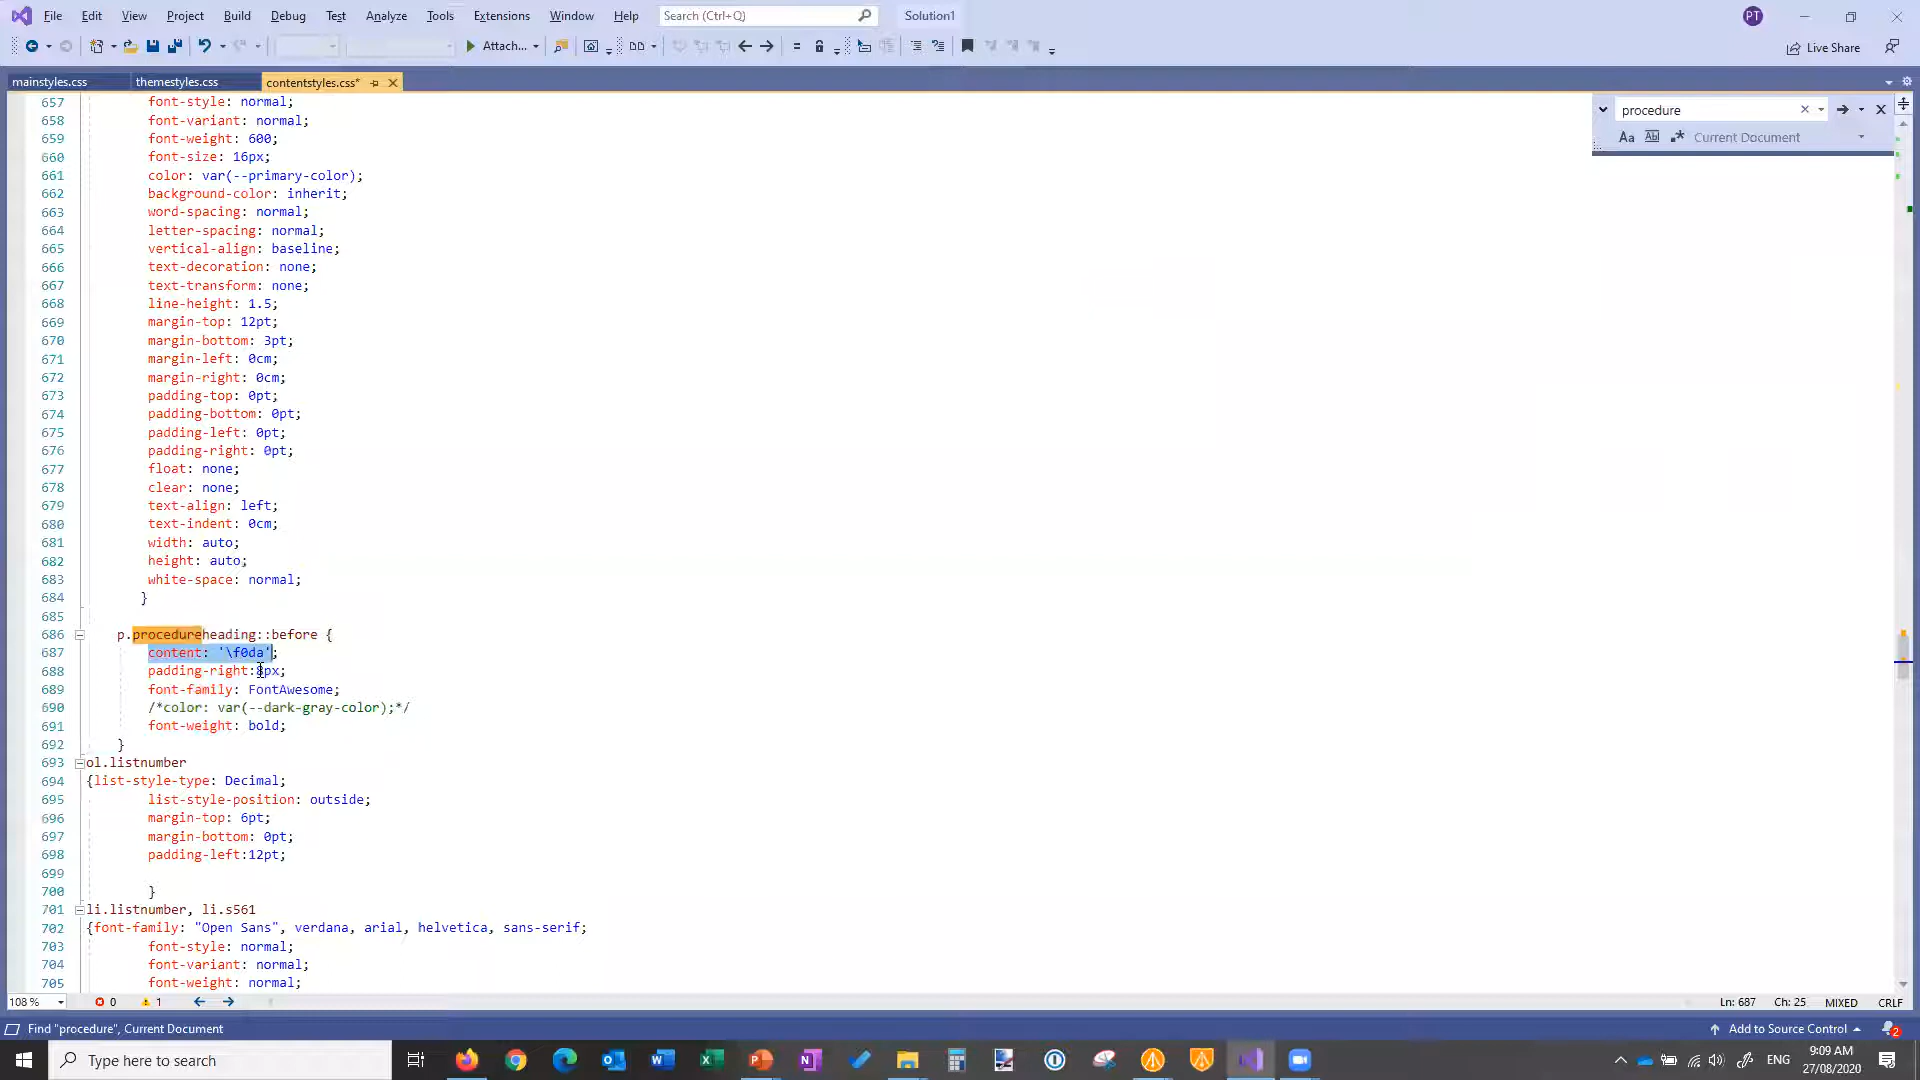 File Edit View Project Build Debug Test Analyze Tools Extensions Window Help Search (Ctrl+Q) Solution1 PT
Attach... Live Share
mainstyles.css themestyles.css contentstyles.css*
procedure
Current Document
657 font-style: normal;
658 font-variant: normal;
659 font-weight: 600;
660 font-size: 16px;
661 color: var(--primary-color);
662 background-color: inherit;
663 word-spacing: normal;
664 letter-spacing: normal;
665 vertical-align: baseline;
666 text-decoration: none;
667 text-transform: none;
668 line-height: 1.5;
669 margin-top: 12pt;
670 margin-bottom: 3pt;
671 margin-left: 0cm;
672 margin-right: 0cm;
673 padding-top: 0pt;
674 padding-bottom: 0pt;
675 padding-left: 0pt;
676 padding-right: 0pt;
677 float: none;
678 clear: none;
679 text-align: left;
680 text-indent: 0cm;
681 width: auto;
682 height: auto;
683 white-space: normal;
684 }
685
686 p.procedureheading::before {
687 content: '\f0da';
688 padding-right:8px;
689 font-family: FontAwesome;
690 /*color: var(--dark-gray-color);*/
691 font-weight: bold;
692 }
693 ol.listnumber
694 {list-style-type: Decimal;
695 list-style-position: outside;
696 margin-top: 6pt;
697 margin-bottom: 0pt;
698 padding-left:12pt;
699
700 }
701 li.listnumber, li.s561
702 {font-family: "Open Sans", verdana, arial, helvetica, sans-serif;
703 font-style: normal;
704 font-variant: normal;
705 font-weight: normal;
108 % 0 1 Ln: 687 Ch: 25 MIXED CRLF
Find "procedure", Current Document Add to Source Control 2
Type here to search ENG 9:09 AM
27/08/2020